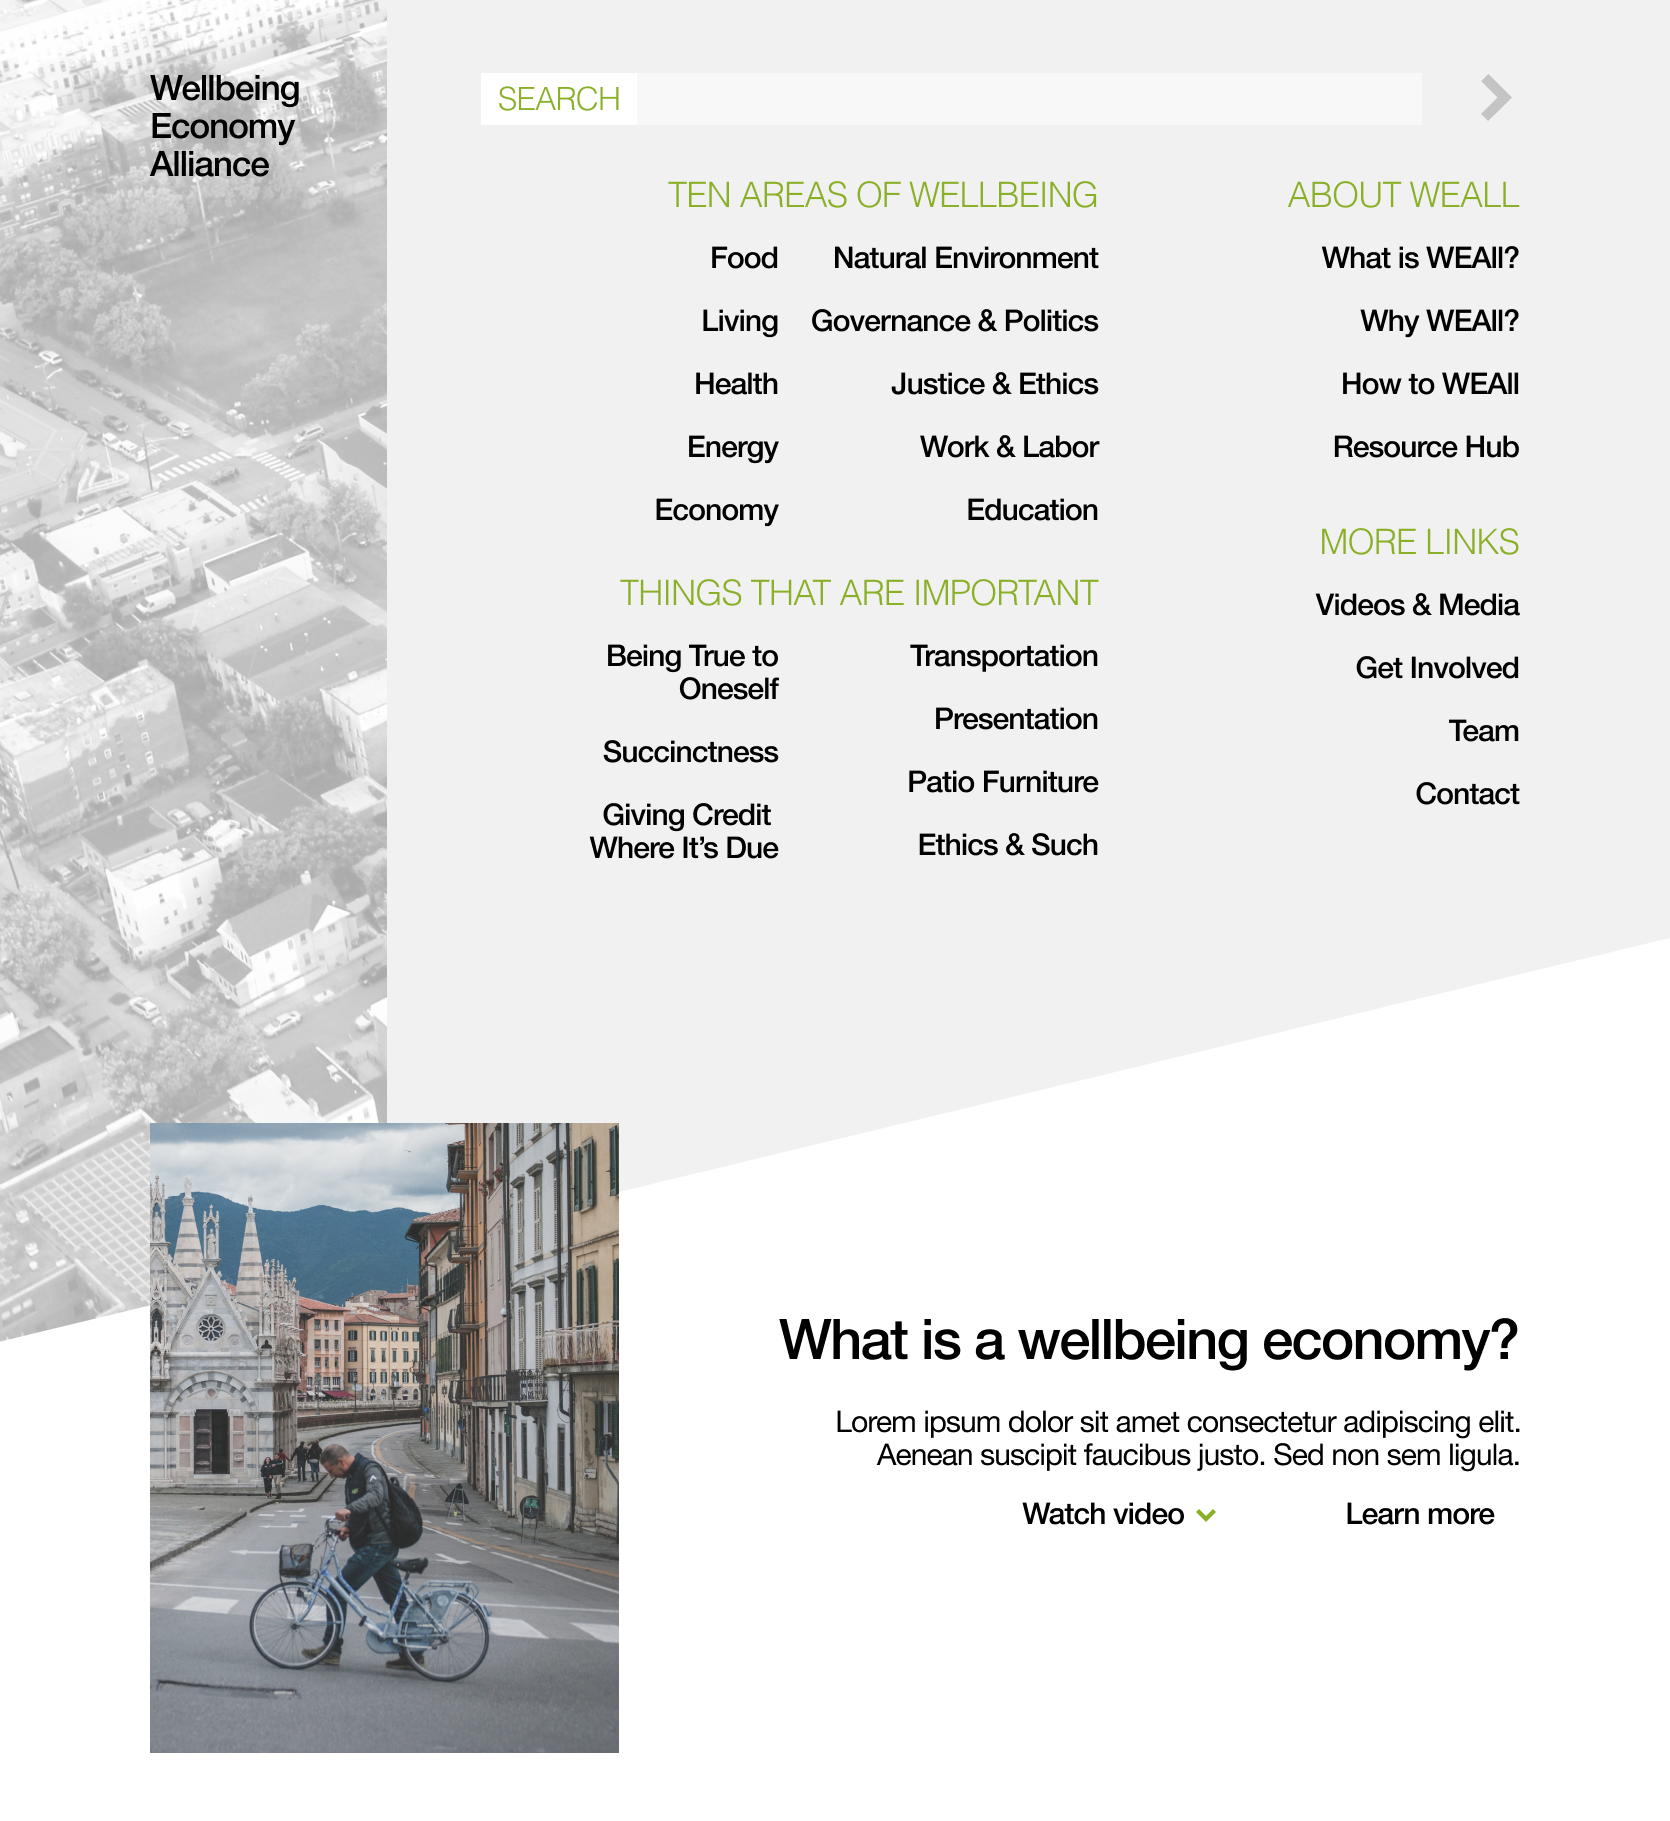 Wellbeing
Economy
Alliance
SEARCH
TEN AREAS OF WELLBEING
Food
Living
Health
Energy
Economy
Natural Environment
Governance & Politics
Justice & Ethics
Work & Labor
Education
THINGS THAT ARE IMPORTANT
Being True to
Oneself
Succinctness
Giving Credit
Where It’s Due
Transportation
Presentation
Patio Furniture
Ethics & Such
ABOUT WEALL
What is WEAll?
Why WEAll?
How to WEAll
Resource Hub
MORE LINKS
Videos & Media
Get Involved
Team
Contact
What is a wellbeing economy?
Lorem ipsum dolor sit amet consectetur adipiscing elit.
Aenean suscipit faucibus justo. Sed non sem ligula.
Watch video
Learn more